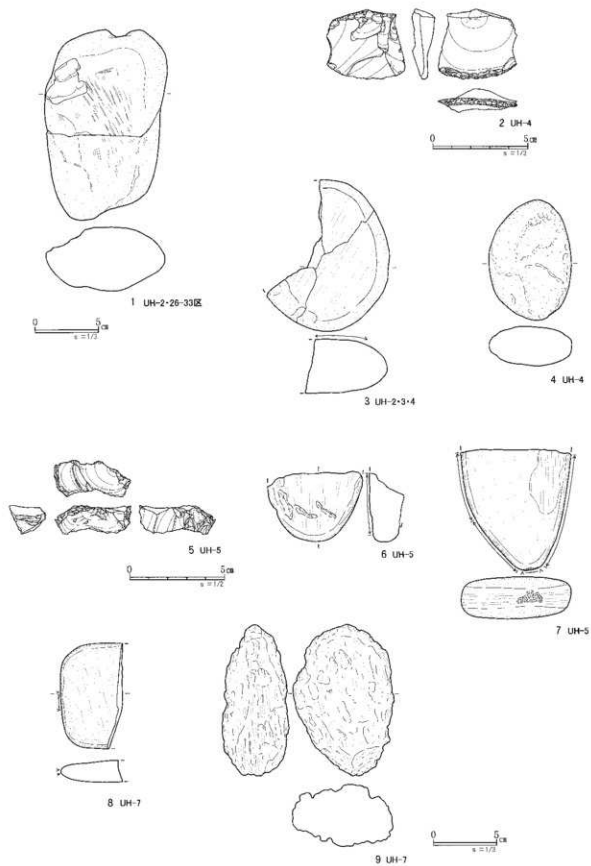 2 UH-4
0 5cm
s=1/3
1 UH-2・26-33区
0 5cm
s=1/3
3 UH-2・3・4
4 UH-4
5 UH-5
0 5cm
s=1/2
6 UH-5
7 UH-5
8 UH-7
9 UH-7
0 5cm
s=1/3